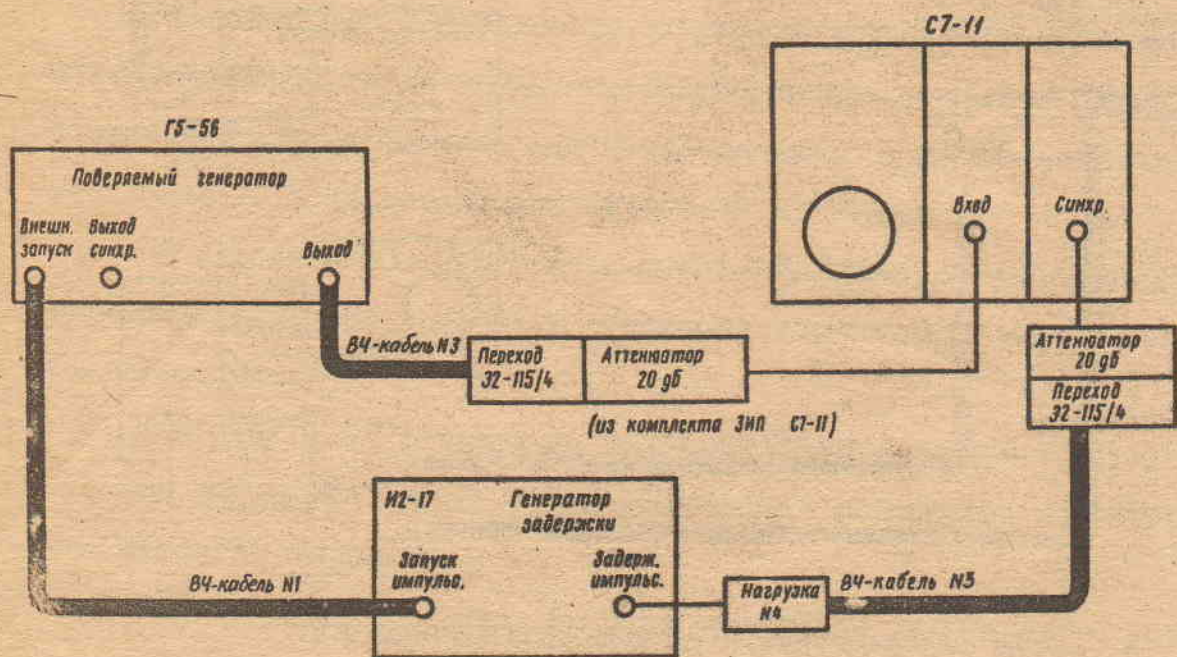 С7-11
Г5-56
Поверяемый генератор
Внешн. запуск
Выход синхр.
Выход
Вход
Синхр.
ВЧ-кабель N3
Переход
Э2-115/4
Аттенюатор
20 дб
(из комплекта ЗИП С7-11)
Аттенюатор
20 дб
Переход
Э2-115/4
И2-17
Генератор
задержки
Запуск
импульс.
Задерж.
импульс.
ВЧ-кабель N1
Нагрузка
N4
ВЧ-кабель N5